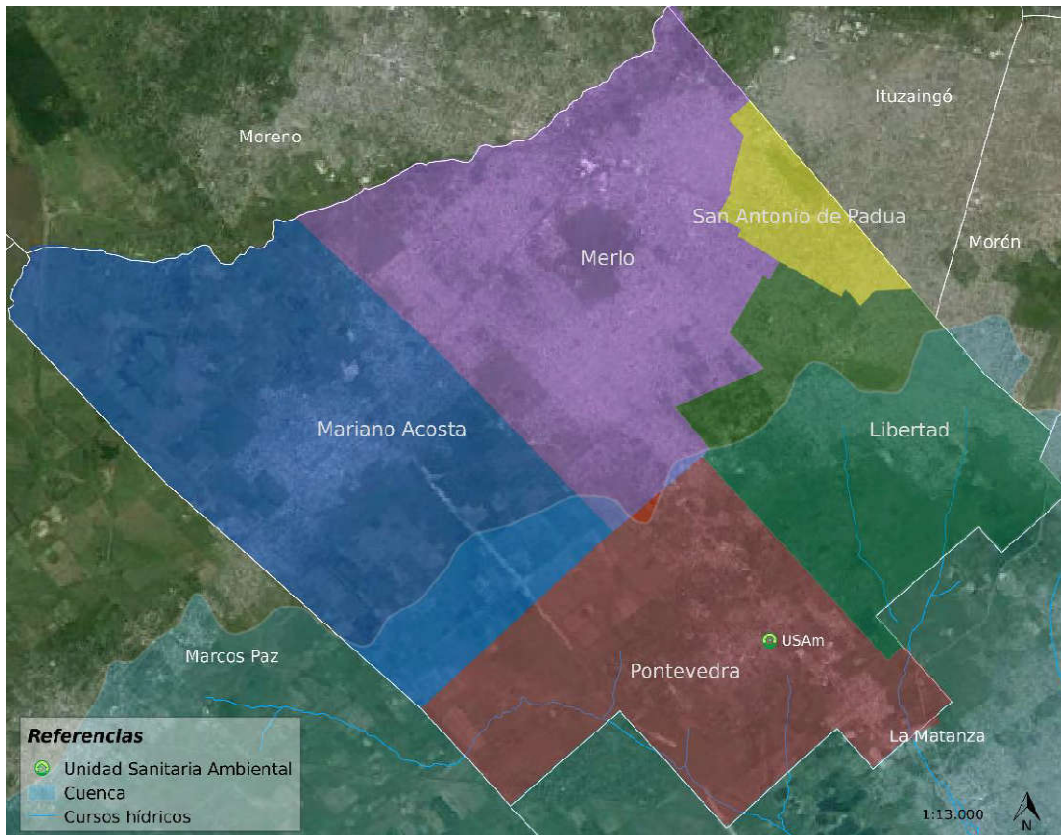 Ituzaingó
Moreno
San Antonio de Padua
Morón
Merlo
Mariano Acosta
Libertad
USAm
Marcos Paz
Pontevedra
La Matanza
Referencias
Unidad Sanitaria Ambiental
Cuenca
Cursos hídricos
1:13.000
N